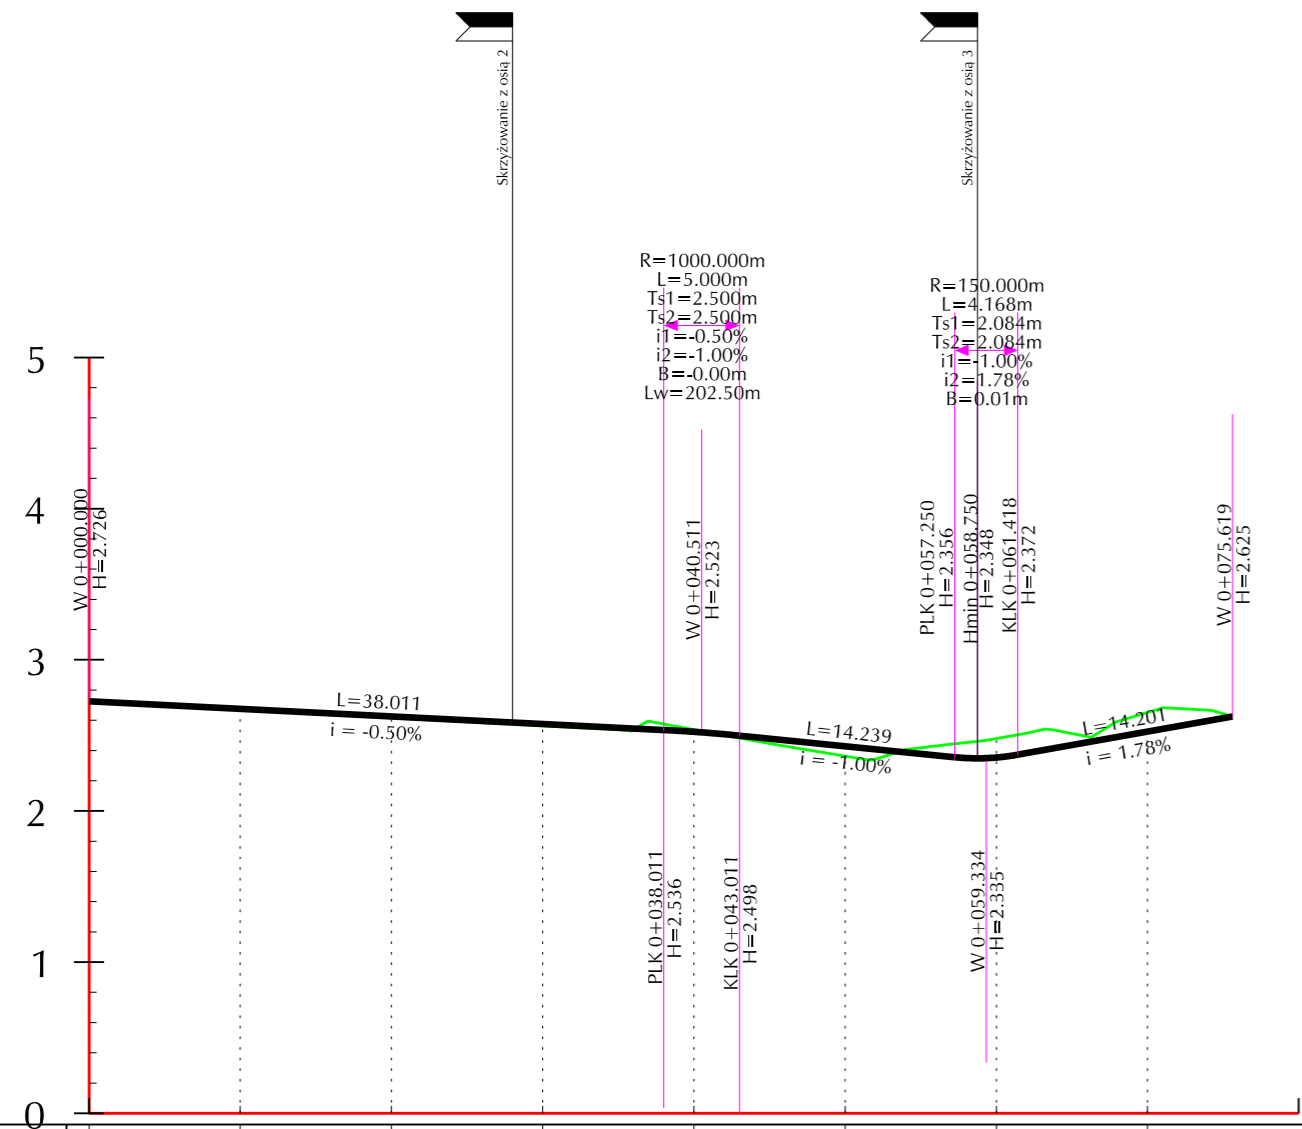 Skrzyżowanie z osią 2
Skrzyżowanie z osią 3
R=1000.000m
L=5.000m
Ts1=2.500m
Ts2=2.500m
i1=-0.50%
i2=-1.00%
B=-0.00m
Lw=202.50m
R=150.000m
L=4.168m
Ts1=2.084m
Ts2=2.084m
i1=-1.00%
i2=1.78%
B=0.01m
5
4
3
2
1
0
W 0+000.000
H=2.726
W 0+040.511
H=2.523
PLK 0+057.250
H=2.356
Hmin 0+058.750
H=2.348
KLK 0+061.418
H=2.372
W 0+075.619
H=2.625
L=38.011
i = -0.50%
L=14.239
i = -1.00%
L=14.201
i = 1.78%
PLK 0+038.011
H=2.536
KLK 0+043.011
H=2.498
W 0+059.334
H=2.335